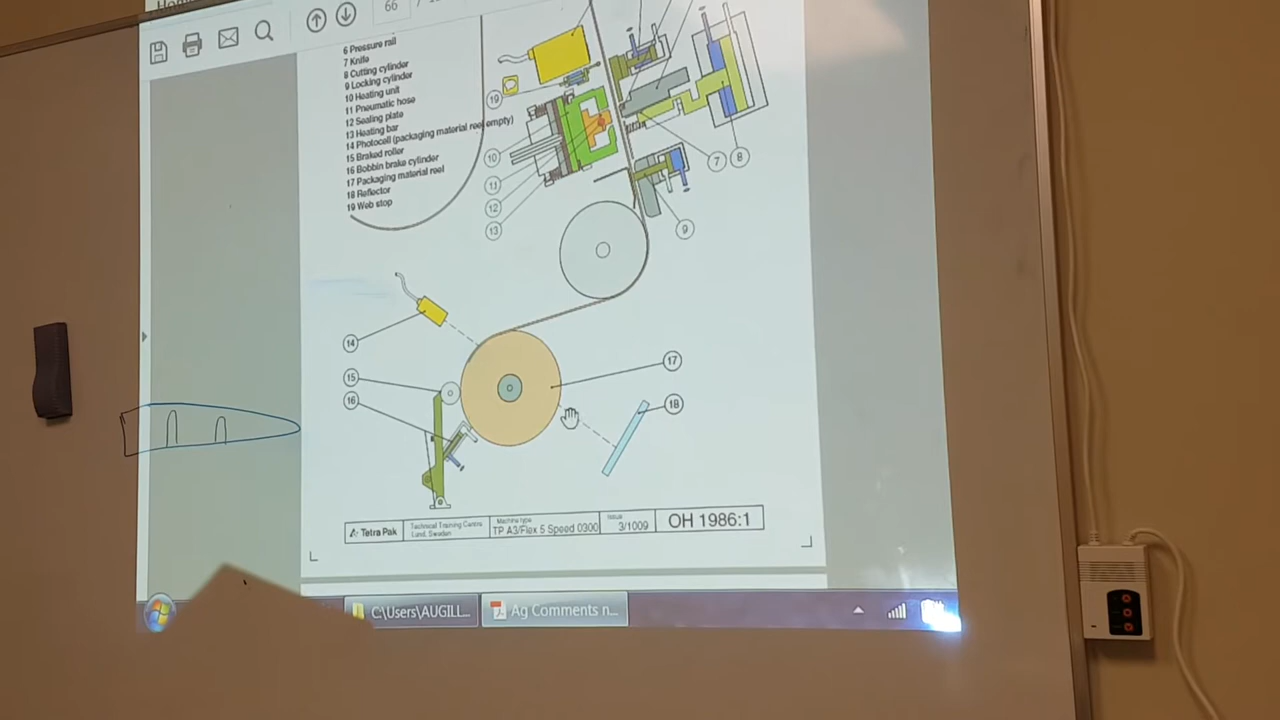 66 /
6 Pressure rail
7 Knife
8 Cutting cylinder
9 Locking cylinder
10 Heating unit
11 Pneumatic hose
12 Sealing plate
13 Heating bar
14 Photocell (packaging material reel empty)
15 Braked roller
16 Bobbin brake cylinder
17 Packaging material reel
18 Reflector
19 Web stop
19
10
11
12
13
7
8
9
14
15
16
17
18
Tetra Pak
Technical Training Centre
Lund, Sweden
Machine type
TP A3/Flex 5 Speed 0300
Issue
3/1009
OH 1986:1
C:\Users\AUGILL...
Ag Comments n...